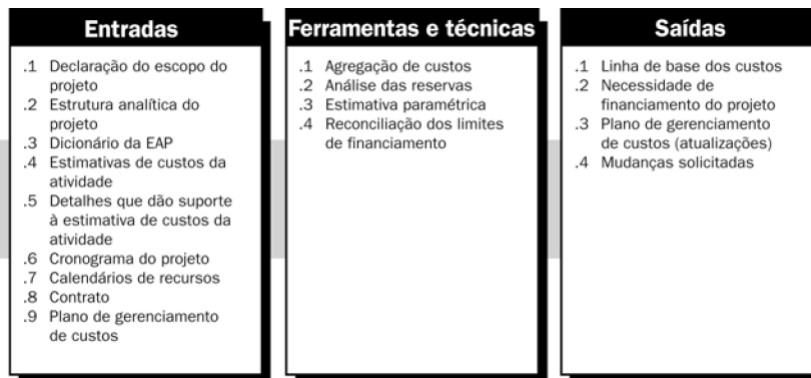 Entradas
.1 Declaração do escopo do
projeto
.2 Estrutura analítica do
projeto
.3 Dicionário da EAP
.4 Estimativas de custos da
atividade
.5 Detalhes que dão suporte
à estimativa de custos da
atividade
.6 Cronograma do projeto
.7 Calendários de recursos
.8 Contrato
.9 Plano de gerenciamento
de custos
Ferramentas e técnicas
.1 Agregação de custos
.2 Análise das reservas
.3 Estimativa paramétrica
.4 Reconciliação dos limites
de financiamento
Saídas
.1 Linha de base dos custos
.2 Necessidade de
financiamento do projeto
.3 Plano de gerenciamento
de custos (atualizações)
.4 Mudanças solicitadas